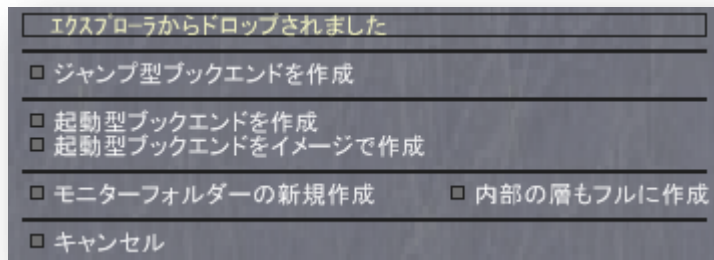 ｴｸｽﾌﾟﾛｰﾗからドロップされました
ジャンプ型ブックエンドを作成
起動型ブックエンドを作成
起動型ブックエンドをイメージで作成
モニターフォルダーの新規作成 内部の層もフルに作成
キャンセル